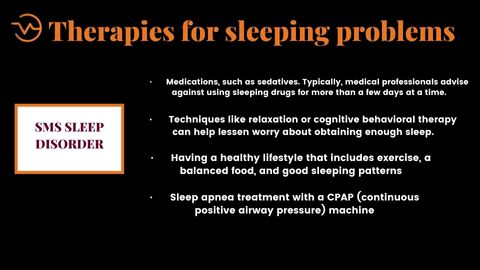 Therapies for sleeping problems
· Medications, such as sedatives. Typically, medical professionals advise
against using sleeping drugs for more than a few days at a time.
SMS SLEEP
DISORDER
· Techniques like relaxation or cognitive behavioral therapy
can help lessen worry about obtaining enough sleep.
· Having a healthy lifestyle that includes exercise, a
balanced food, and good sleeping patterns
· Sleep apnea treatment with a CPAP (continuous
positive airway pressure) machine